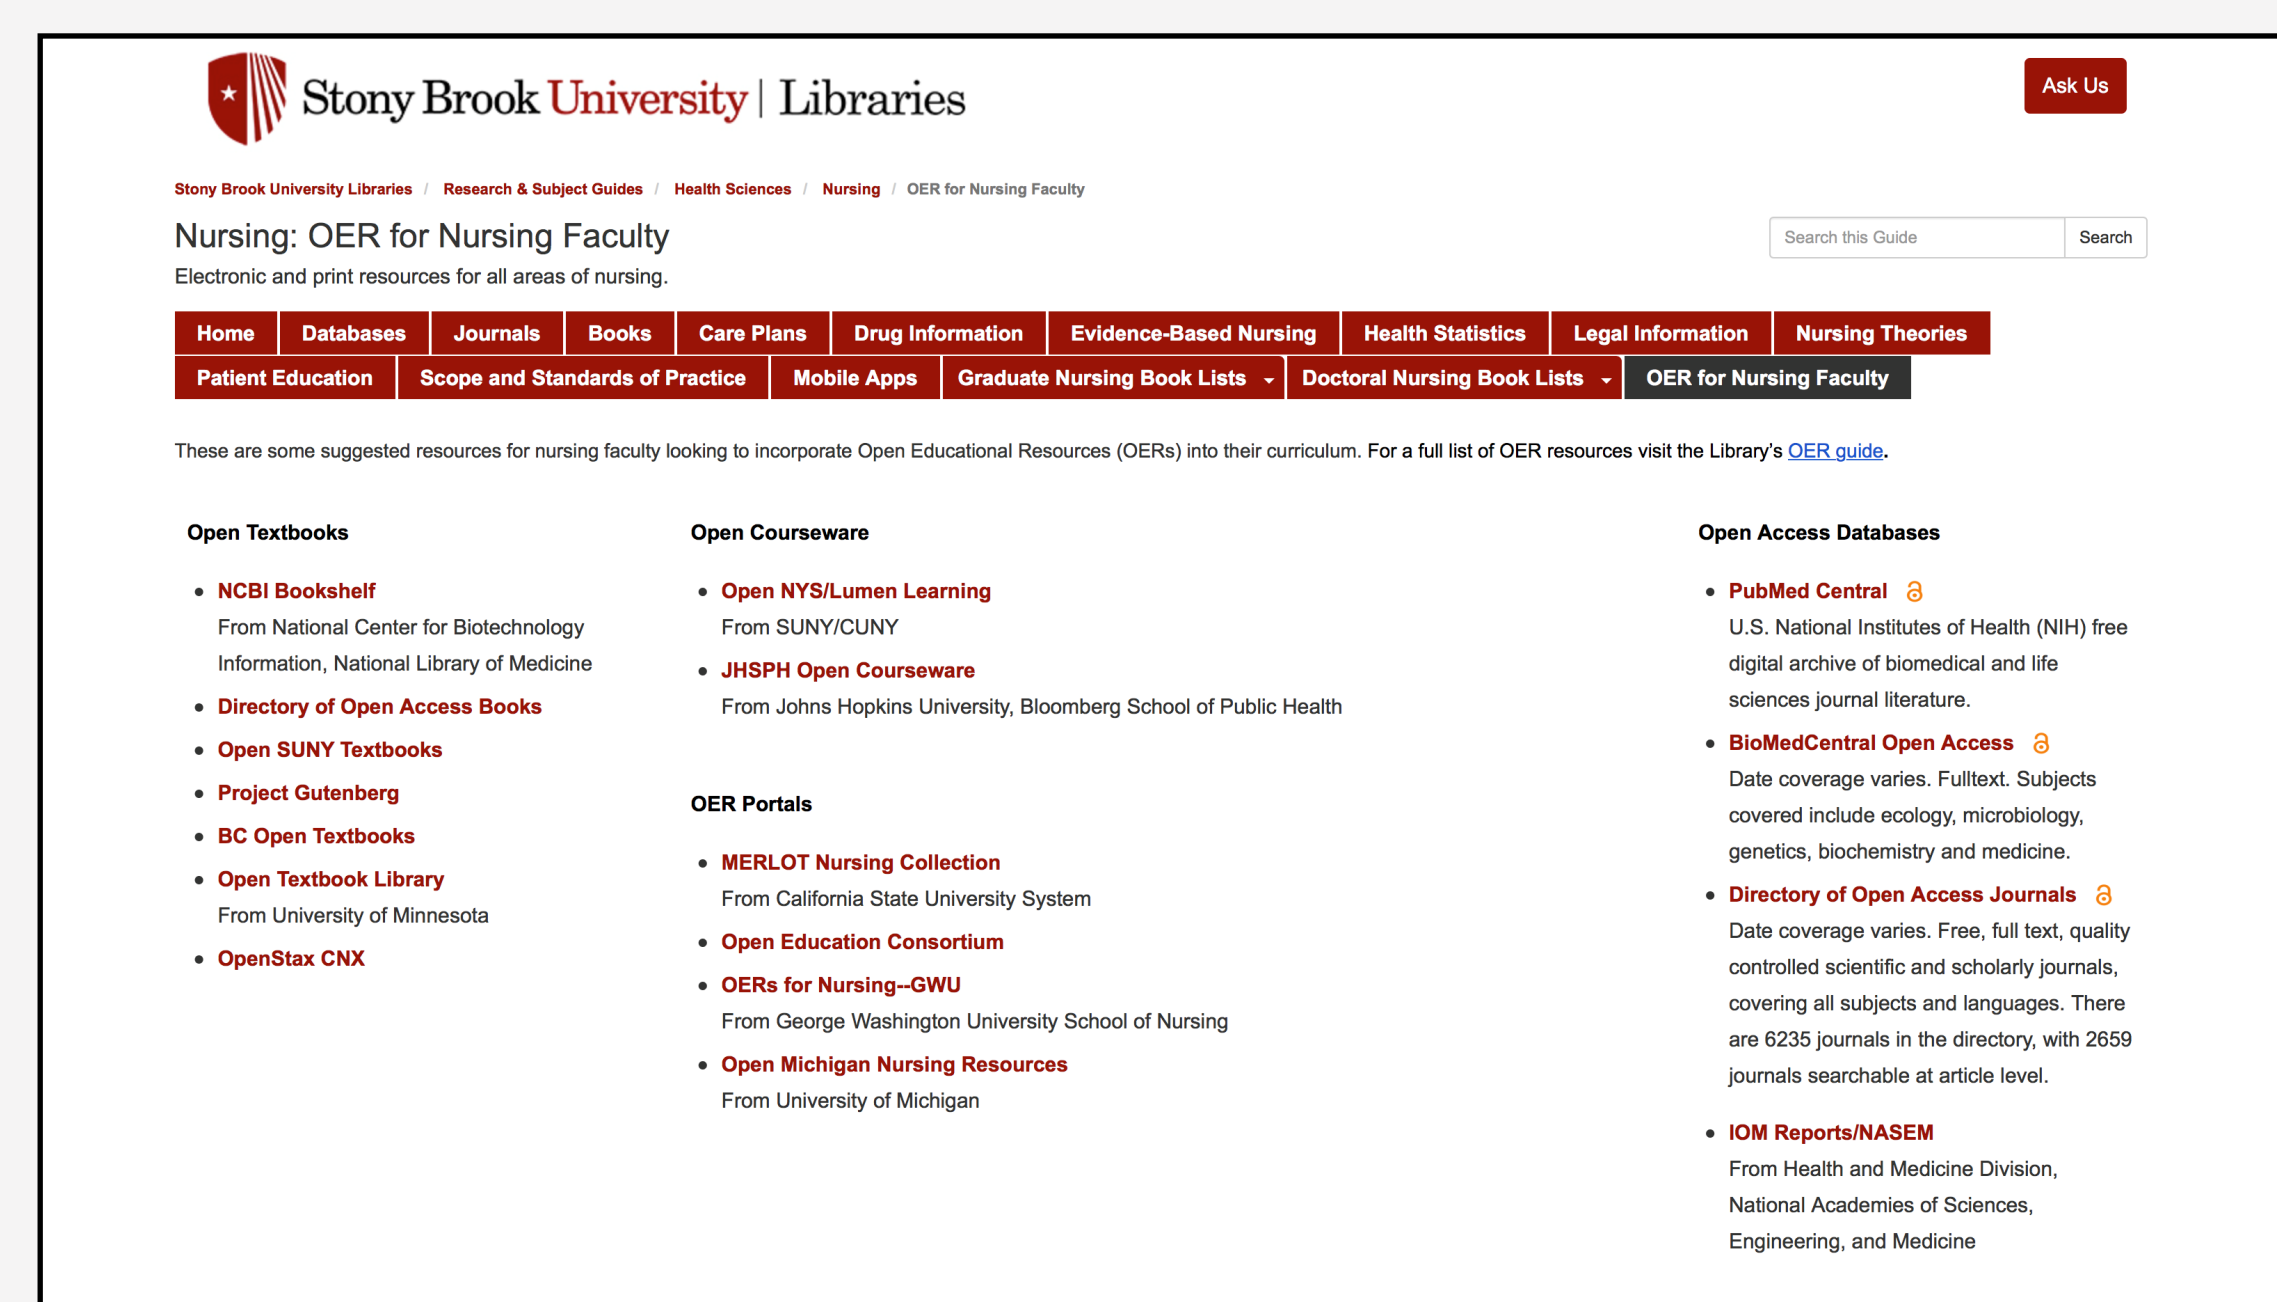 Stony Brook University | Libraries
Ask Us
Stony Brook University Libraries / Research & Subject Guides / Health Sciences / Nursing / OER for Nursing Faculty
Nursing: OER for Nursing Faculty
Search this Guide Search
Electronic and print resources for all areas of nursing.
Home Databases Journals Books Care Plans Drug Information Evidence-Based Nursing Health Statistics Legal Information Nursing Theories
Patient Education Scope and Standards of Practice Mobile Apps Graduate Nursing Book Lists Doctoral Nursing Book Lists OER for Nursing Faculty
These are some suggested resources for nursing faculty looking to incorporate Open Educational Resources (OERs) into their curriculum. For a full list of OER resources visit the Library's OER guide.
Open Textbooks
• NCBI Bookshelf
From National Center for Biotechnology
Information, National Library of Medicine
• Directory of Open Access Books
• Open SUNY Textbooks
• Project Gutenberg
• BC Open Textbooks
• Open Textbook Library
From University of Minnesota
• OpenStax CNX
Open Courseware
• Open NYS/Lumen Learning
From SUNY/CUNY
• JHSPH Open Courseware
From Johns Hopkins University, Bloomberg School of Public Health
OER Portals
• MERLOT Nursing Collection
From California State University System
• Open Education Consortium
• OERs for Nursing--GWU
From George Washington University School of Nursing
• Open Michigan Nursing Resources
From University of Michigan
Open Access Databases
• PubMed Central
U.S. National Institutes of Health (NIH) free
digital archive of biomedical and life
sciences journal literature.
• BioMedCentral Open Access
Date coverage varies. Fulltext. Subjects
covered include ecology, microbiology,
genetics, biochemistry and medicine.
• Directory of Open Access Journals
Date coverage varies. Free, full text, quality
controlled scientific and scholarly journals,
covering all subjects and languages. There
are 6235 journals in the directory, with 2659
journals searchable at article level.
• IOM Reports/NASEM
From Health and Medicine Division,
National Academies of Sciences,
Engineering, and Medicine